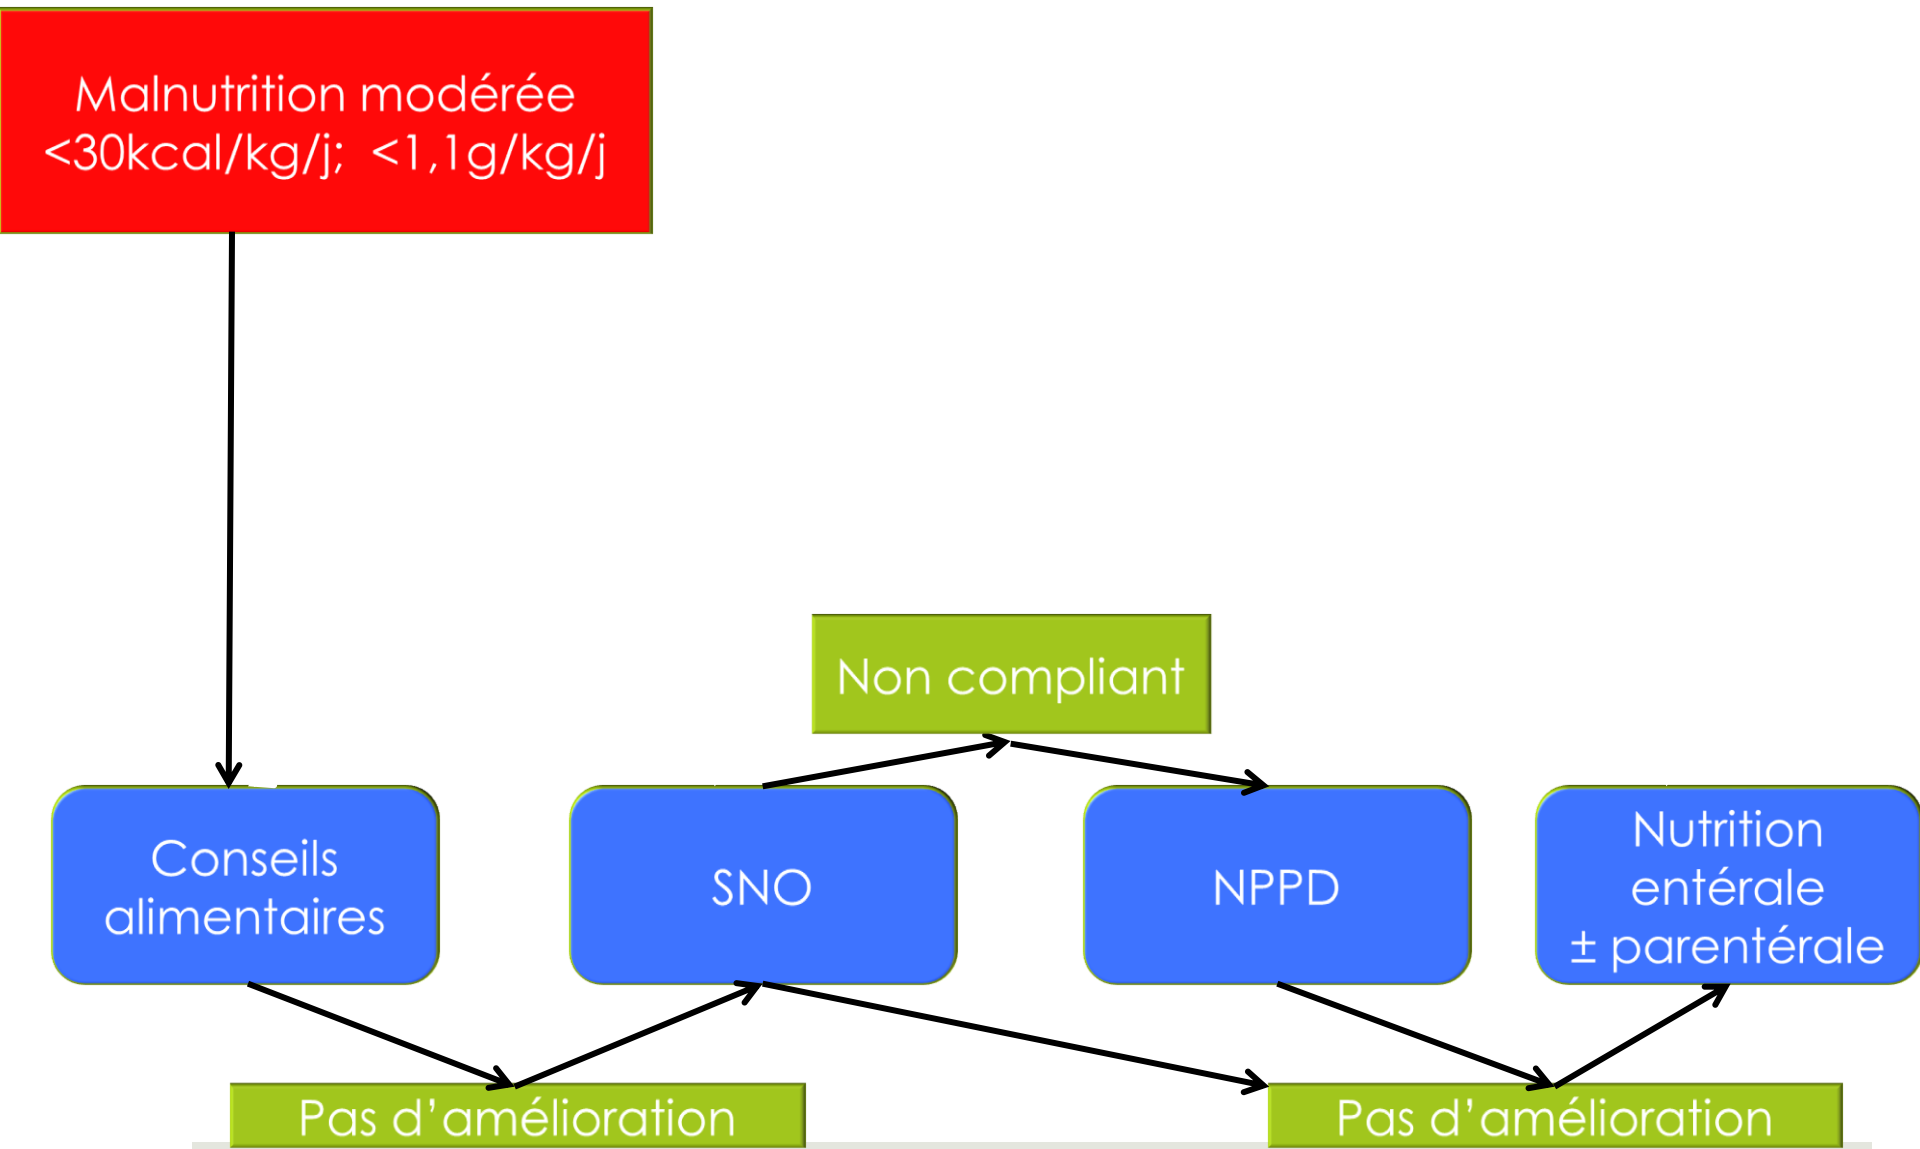 Malnutrition modérée
<30kcal/kg/j; <1,1g/kg/j
Non compliant
Conseils
alimentaires
SNO
NPPD
Nutrition
entérale
± parentérale
Pas d’amélioration
Pas d’amélioration